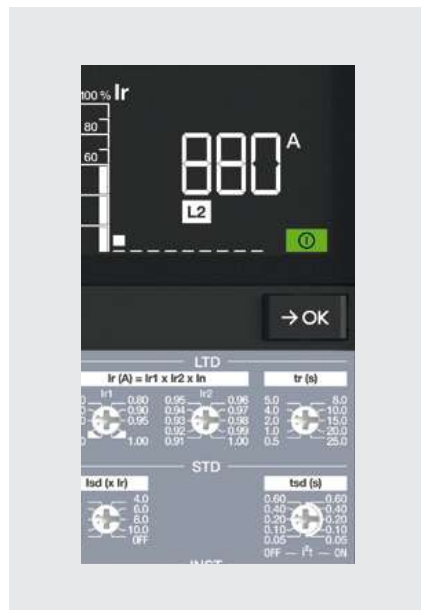 100 % Ir
80
60
880 A
L2
→ OK
LTD
Ir (A) = Ir1 x Ir2 x In
tr (s)
Ir1
Ir2
0.80 0.95 0.96 5.0 8.0
0.90 0.94 0.97 4.0 10.0
0.95 0.93 0.98 2.0 15.0
0.92 0.99 1.0 20.0
1.00 0.91 1.00 0.5 25.0
STD
Isd (x Ir)
tsd (s)
4.0 0.60 0.60
6.0 0.40 0.40
8.0 0.20 0.20
10.0 0.10 0.10
OFF 0.05 0.05
OFF — i²t — ON
INST